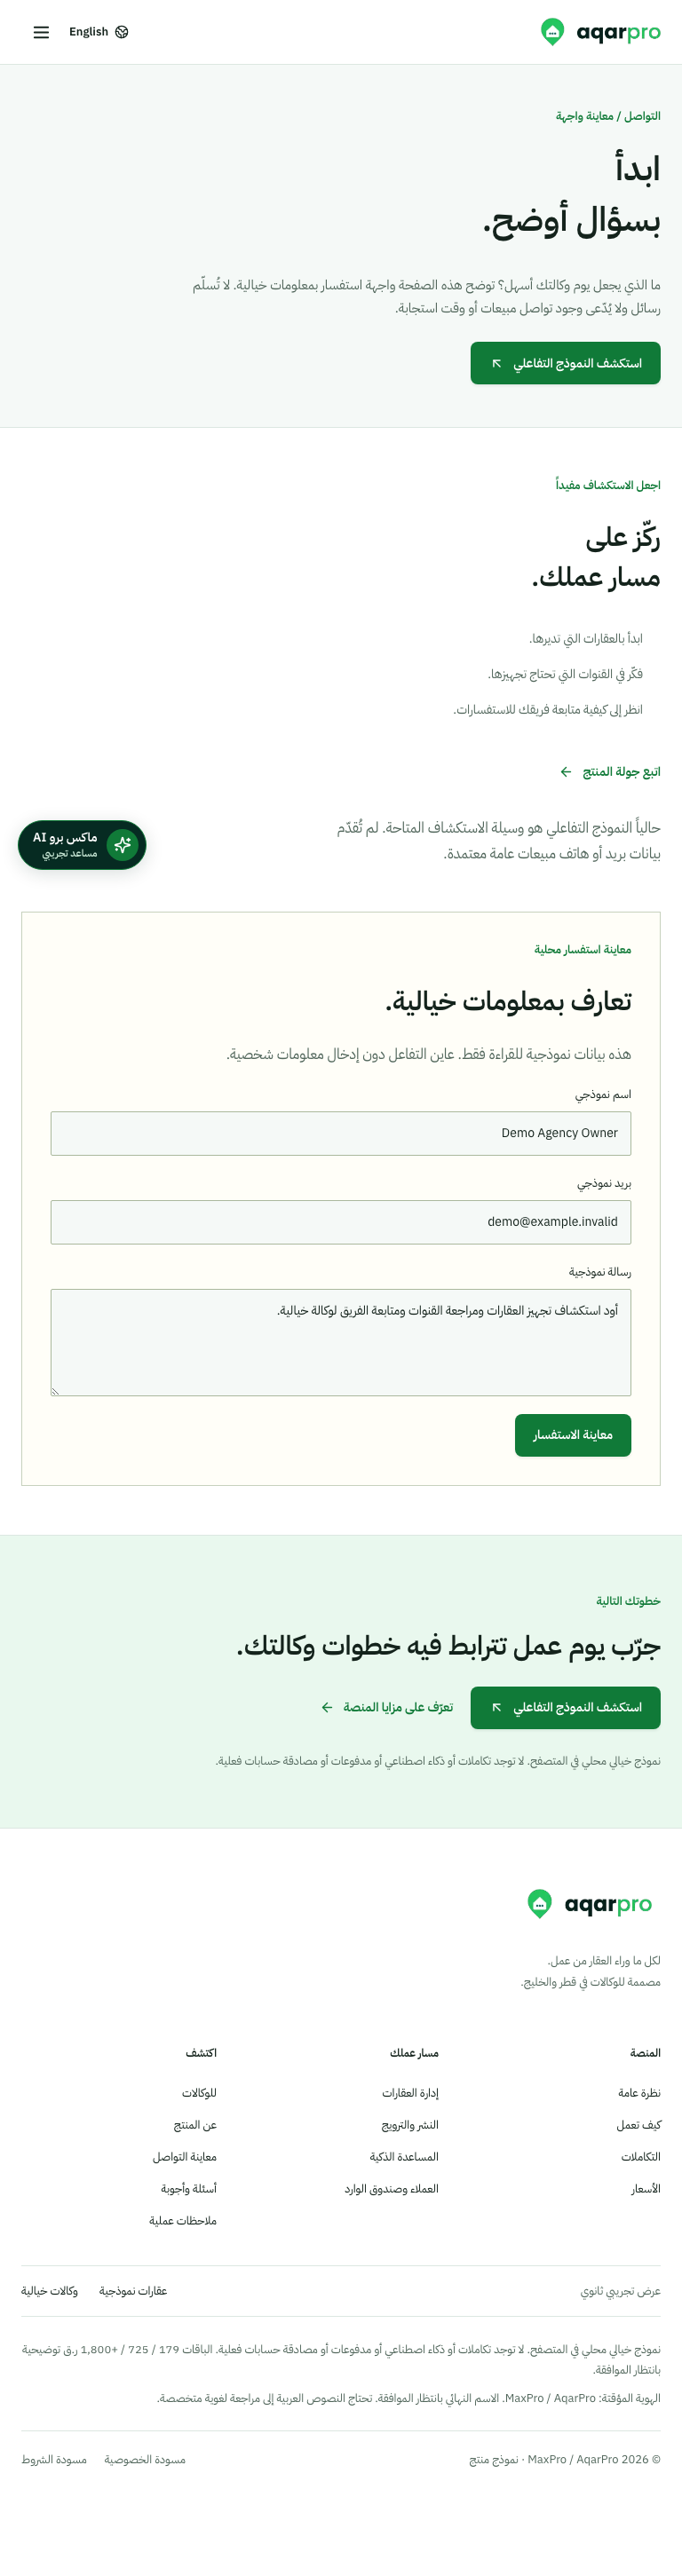 aqarpro
English
التواصل / معاينة واجهة
ابدأ
بسؤال أوضح.
ما الذي يجعل يوم وكالتك أسهل؟ توضح هذه الصفحة واجهة استفسار بمعلومات خيالية. لا تُسلّم
رسائل ولا يُدّعى وجود تواصل مبيعات أو وقت استجابة.
استكشف النموذج التفاعلي
اجعل الاستكشاف مفيداً
ركّز على
مسار عملك.
ابدأ بالعقارات التي تديرها.
فكّر في القنوات التي تحتاج تجهيزها.
انظر إلى كيفية متابعة فريقك للاستفسارات.
اتبع جولة المنتج
ماكس برو AI
مساعد تجريبي
حالياً النموذج التفاعلي هو وسيلة الاستكشاف المتاحة. لم تُقدّم
بيانات بريد أو هاتف مبيعات عامة معتمدة.
معاينة استفسار محلية
تعارف بمعلومات خيالية.
هذه بيانات نموذجية للقراءة فقط. عاين التفاعل دون إدخال معلومات شخصية.
اسم نموذجي
Demo Agency Owner
بريد نموذجي
demo@example.invalid
رسالة نموذجية
أود استكشاف تجهيز العقارات ومراجعة القنوات ومتابعة الفريق لوكالة خيالية.
معاينة الاستفسار
خطوتك التالية
جرّب يوم عمل تترابط فيه خطوات وكالتك.
استكشف النموذج التفاعلي
تعرّف على مزايا المنصة
نموذج خيالي محلي في المتصفح. لا توجد تكاملات أو ذكاء اصطناعي أو مدفوعات أو مصادقة حسابات فعلية.
aqarpro
لكل ما وراء العقار من عمل.
مصممة للوكالات في قطر والخليج.
المنصة
نظرة عامة
كيف تعمل
التكاملات
الأسعار
مسار عملك
إدارة العقارات
النشر والترويج
المساعدة الذكية
العملاء وصندوق الوارد
اكتشف
للوكالات
عن المنتج
معاينة التواصل
أسئلة وأجوبة
ملاحظات عملية
عرض تجريبي ثانوي
عقارات نموذجية
وكالات خيالية
نموذج خيالي محلي في المتصفح. لا توجد تكاملات أو ذكاء اصطناعي أو مدفوعات أو مصادقة حسابات فعلية. الباقات 179 / 725 / +1,800 ر.ق توضيحية
بانتظار الموافقة.
الهوية المؤقتة: MaxPro / AqarPro. الاسم النهائي بانتظار الموافقة. تحتاج النصوص العربية إلى مراجعة لغوية متخصصة.
© 2026 MaxPro / AqarPro · نموذج منتج
مسودة الخصوصية
مسودة الشروط